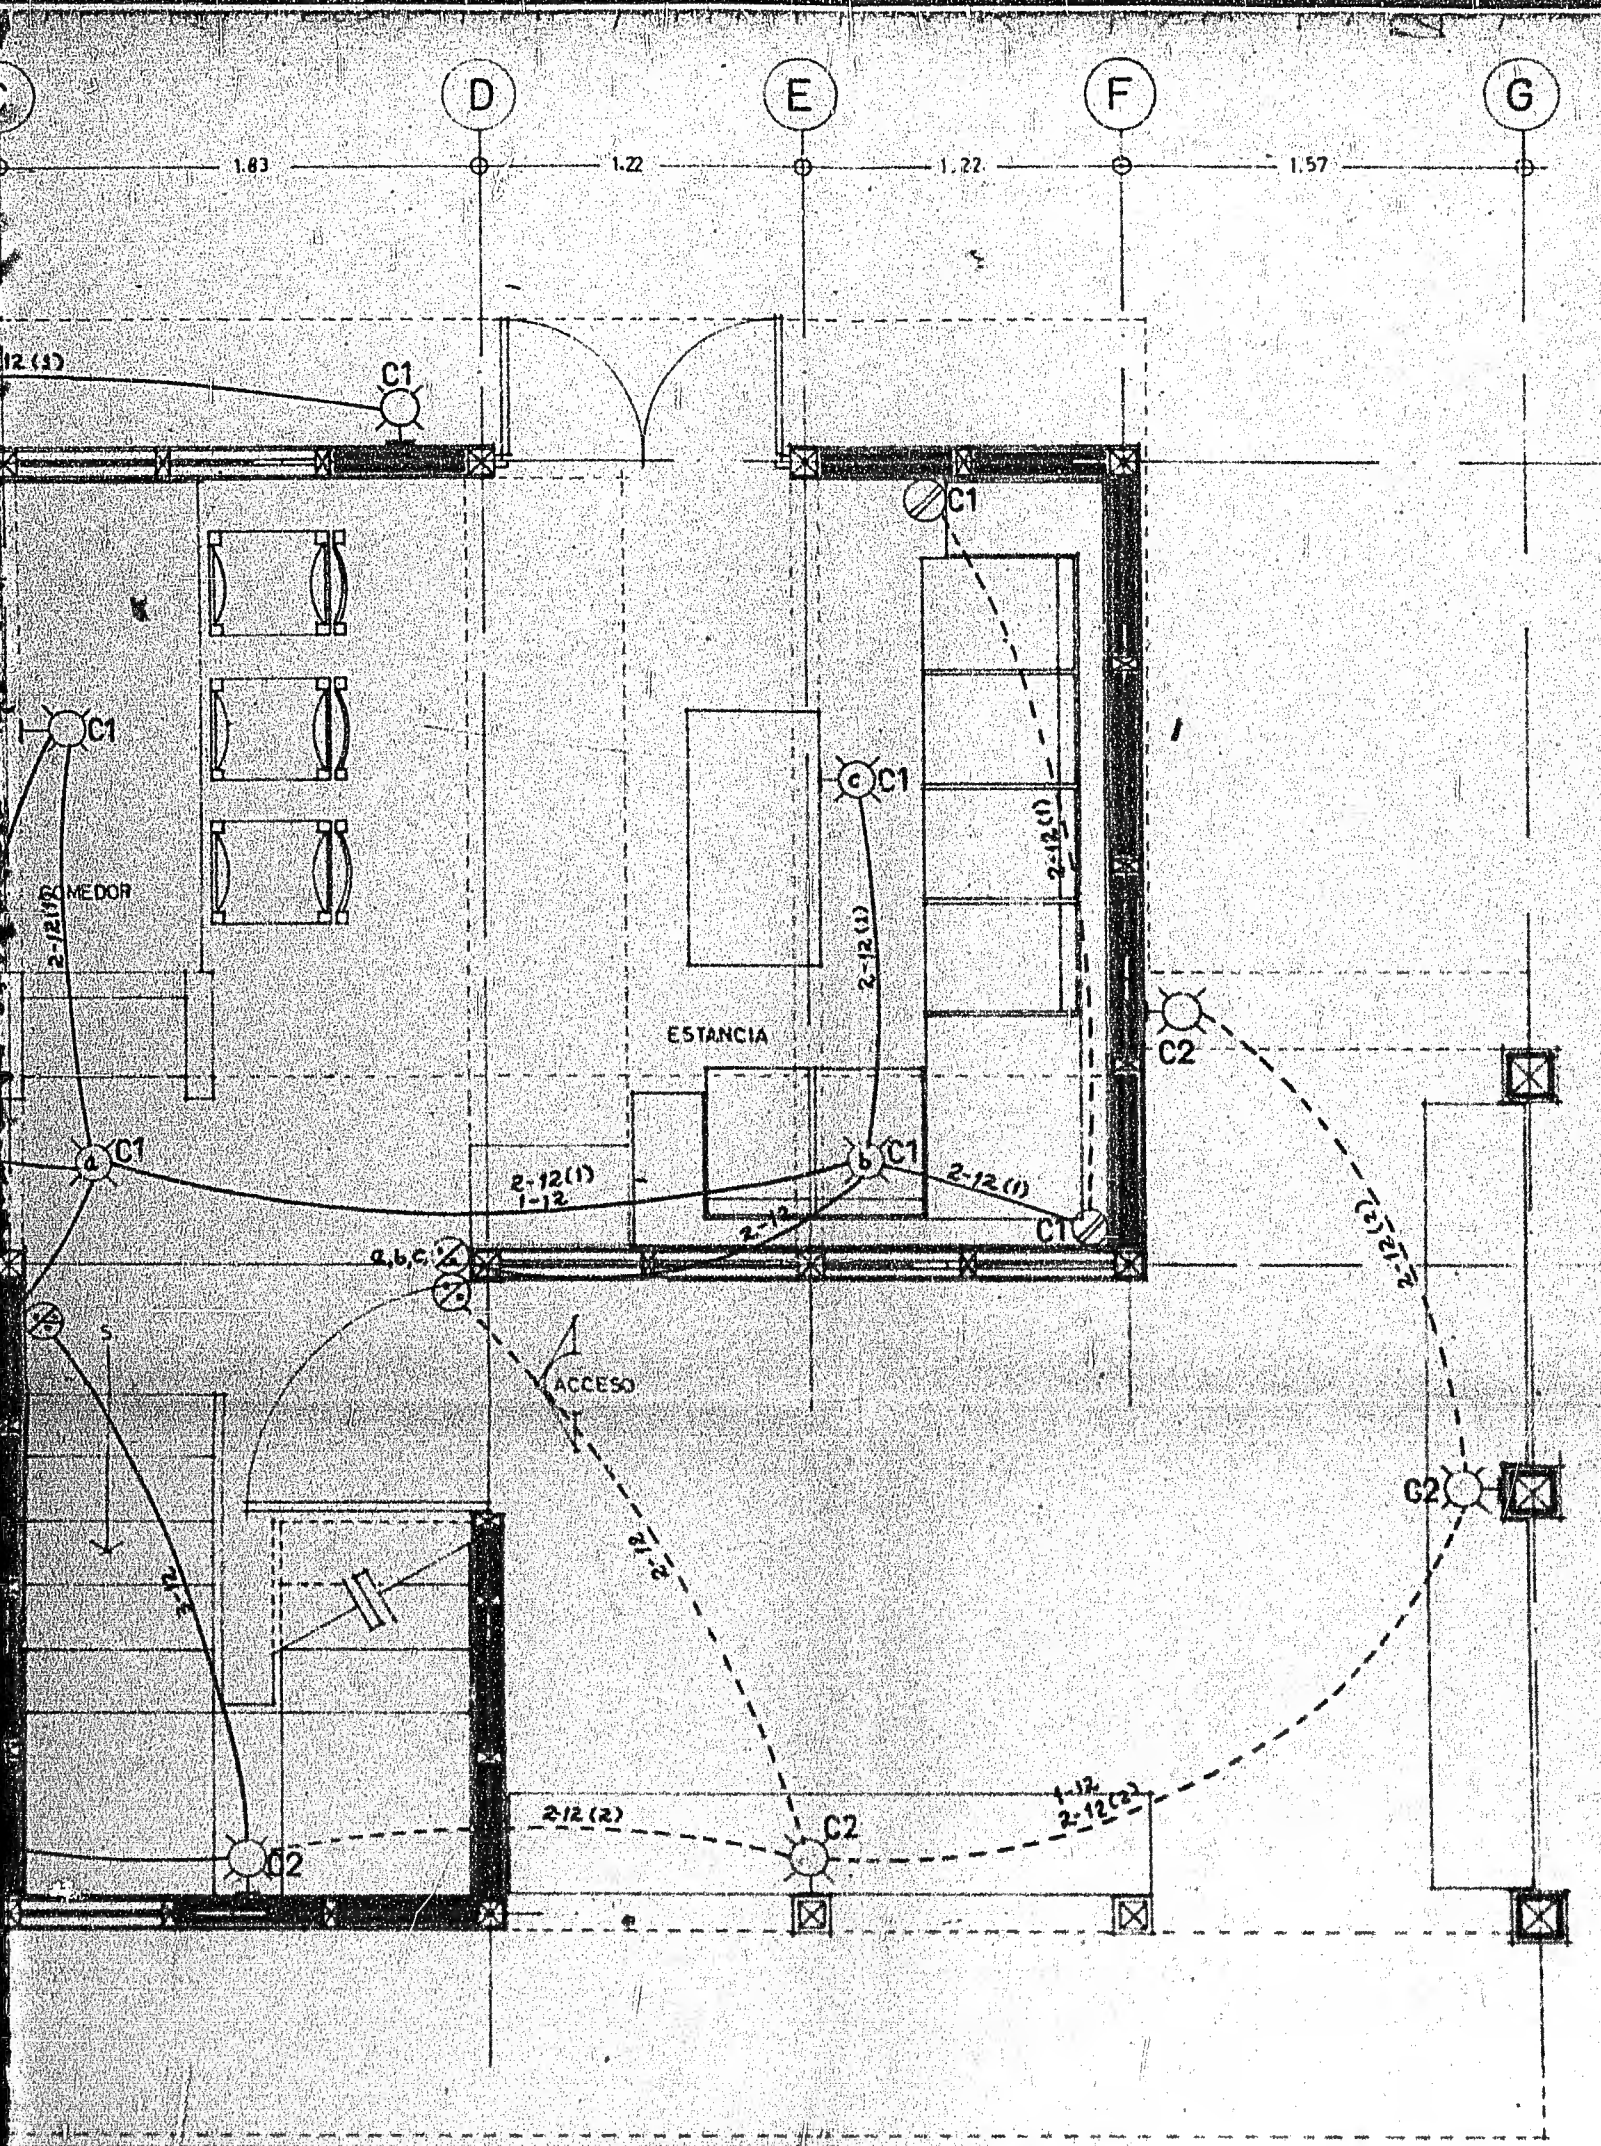 D
E
F
G
1.83
1.22
1.22
1.57
12(1)
C1
C1
C1
c
C1
2-12(1)
COMEDOR
2-12(1)
2-12(1)
ESTANCIA
C2
a
C1
2-12(1)
1-12
b
C1
2-12(1)
C1
2-12
a,b,c,
2-12(2)
S
ACCESO
C2
2-12
3-12
1-12
2-12(2)
2-12(2)
C2
C2